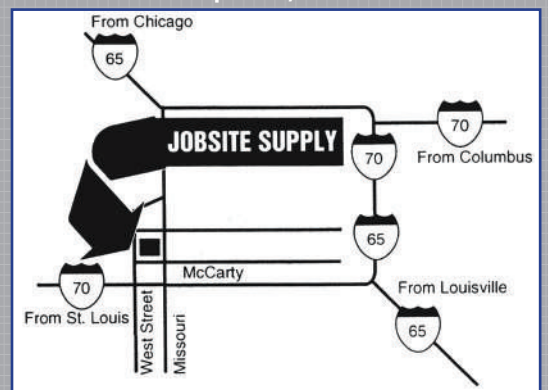 From Chicago
65
JOBSITE SUPPLY
70
From Columbus
70
65
McCarty
70
From St. Louis
West Street
Missouri
From Louisville
65